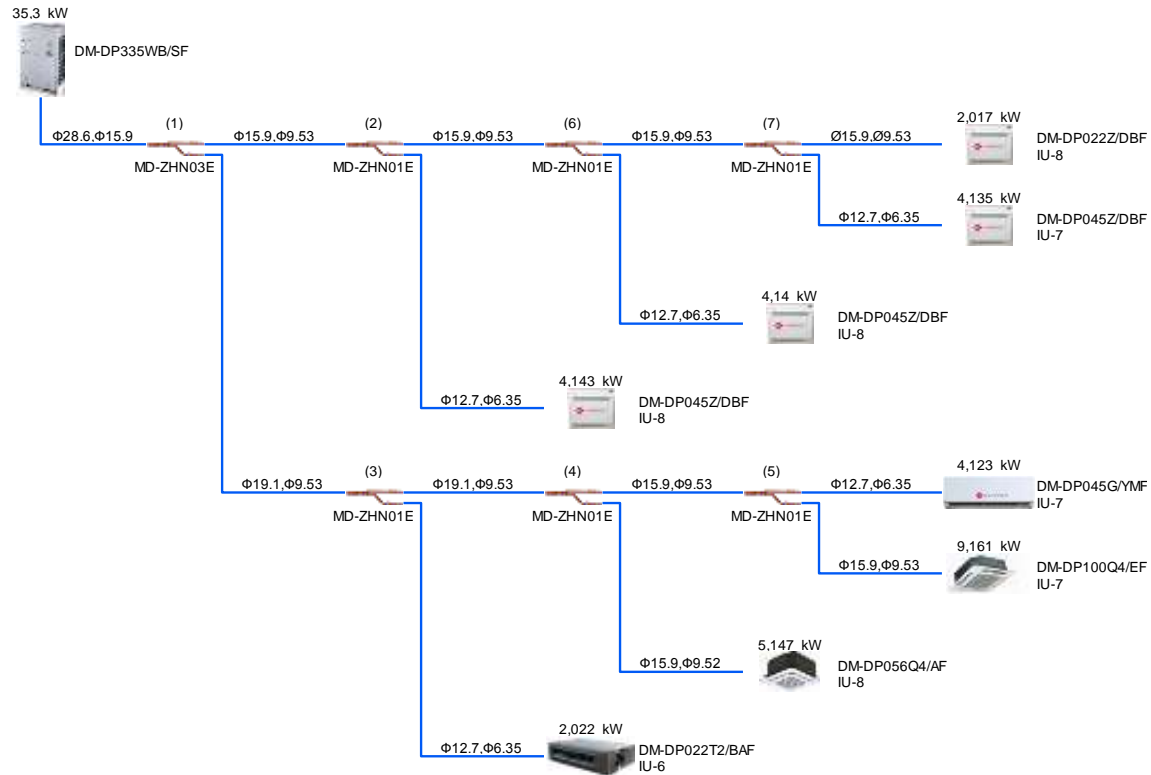 35,3 kW
DM-DP335WB/SF
Φ28.6,Φ15.9
(1)
MD-ZHN03E
Φ15.9,Φ9.53
(2)
MD-ZHN01E
Φ15.9,Φ9.53
(6)
MD-ZHN01E
Φ15.9,Φ9.53
(7)
MD-ZHN01E
Ø15.9,Ø9.53
2,017 kW
DM-DP022Z/DBF
IU-8
Φ12.7,Φ6.35
4,135 kW
DM-DP045Z/DBF
IU-7
Φ12.7,Φ6.35
4,14 kW
DM-DP045Z/DBF
IU-8
Φ12.7,Φ6.35
4,143 kW
DM-DP045Z/DBF
IU-8
Φ19.1,Φ9.53
(3)
MD-ZHN01E
Φ19.1,Φ9.53
(4)
MD-ZHN01E
Φ15.9,Φ9.53
(5)
MD-ZHN01E
Φ12.7,Φ6.35
4,123 kW
DM-DP045G/YMF
IU-7
Φ15.9,Φ9.53
9,161 kW
DM-DP100Q4/EF
IU-7
Φ15.9,Φ9.52
5,147 kW
DM-DP056Q4/AF
IU-8
Φ12.7,Φ6.35
2,022 kW
DM-DP022T2/BAF
IU-6